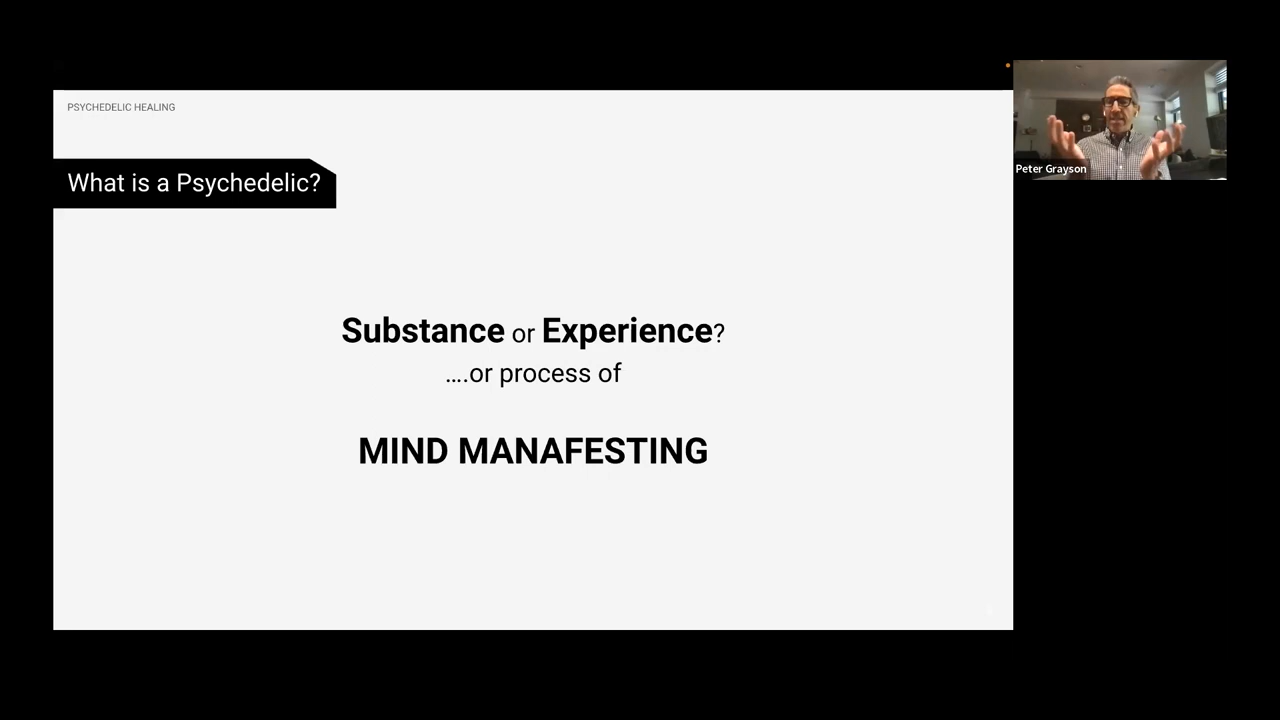 PSYCHEDELIC HEALING
What is a Psychedelic?
Substance or Experience?
....or process of
MIND MANAFESTING
Peter Grayson